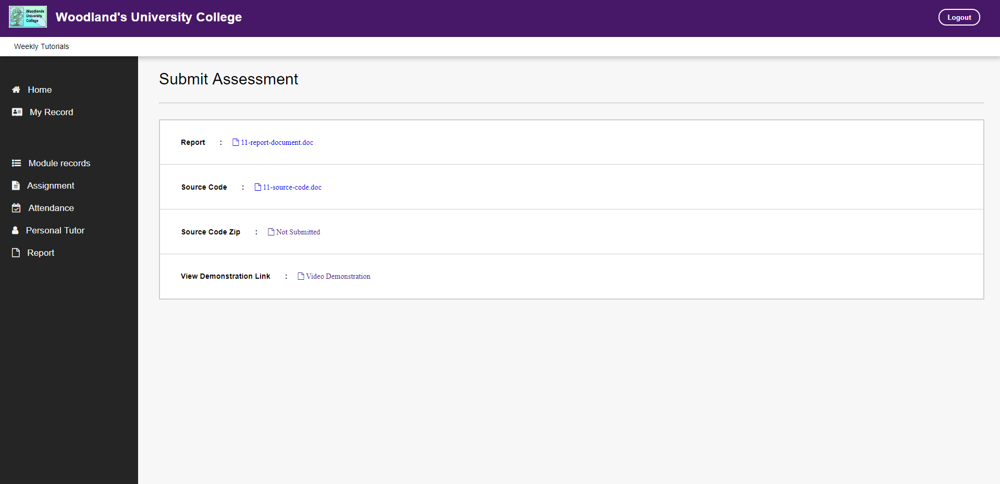 Woodlands
University
College
Woodland's University College
Logout
Weekly Tutorials
Home
My Record
Module records
Assignment
Attendance
Personal Tutor
Report
Submit Assessment
Report : 11-report-document.doc
Source Code : 11-source-code.doc
Source Code Zip : Not Submitted
View Demonstration Link : Video Demonstration